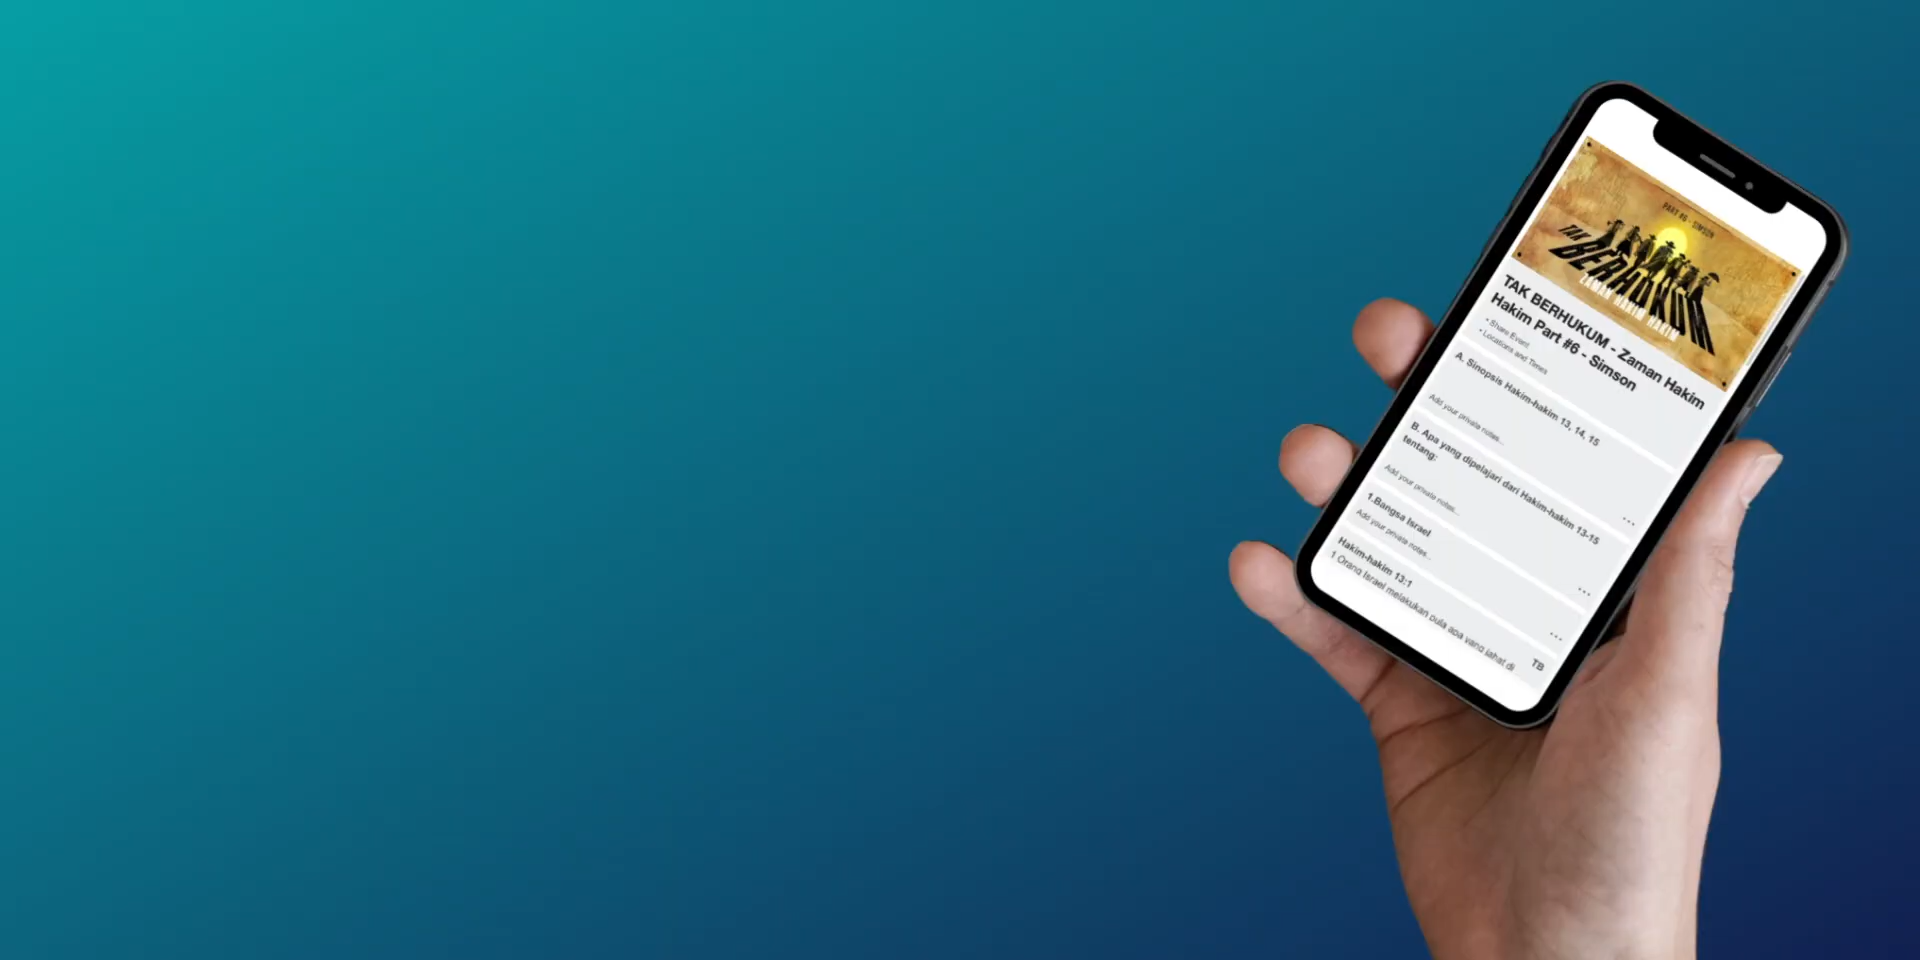 PART #6 - SIMSON
TAK
BERHUKUM
ZAMAN HAKIM HAKIM
TAK BERHUKUM - Zaman Hakim
Hakim Part #6 - Simson
• Share Event
• Locations and Times
A. Sinopsis Hakim-hakim 13, 14, 15
Add your private notes...
B. Apa yang dipelajari dari Hakim-hakim 13-15
tentang:
Add your private notes...
1.Bangsa Israel
Add your private notes...
Hakim-hakim 13:1
TB
1 Orang Israel melakukan pula apa yang jahat di